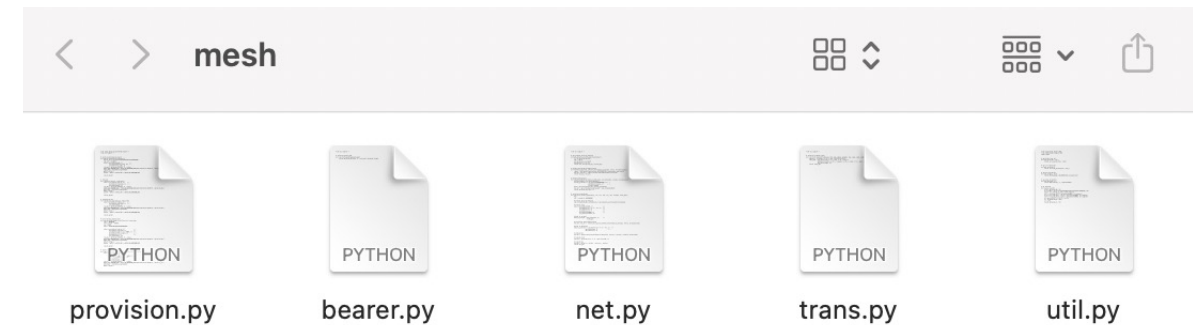 mesh
PYTHON PYTHON PYTHON PYTHON PYTHON
provision.py bearer.py net.py trans.py util.py